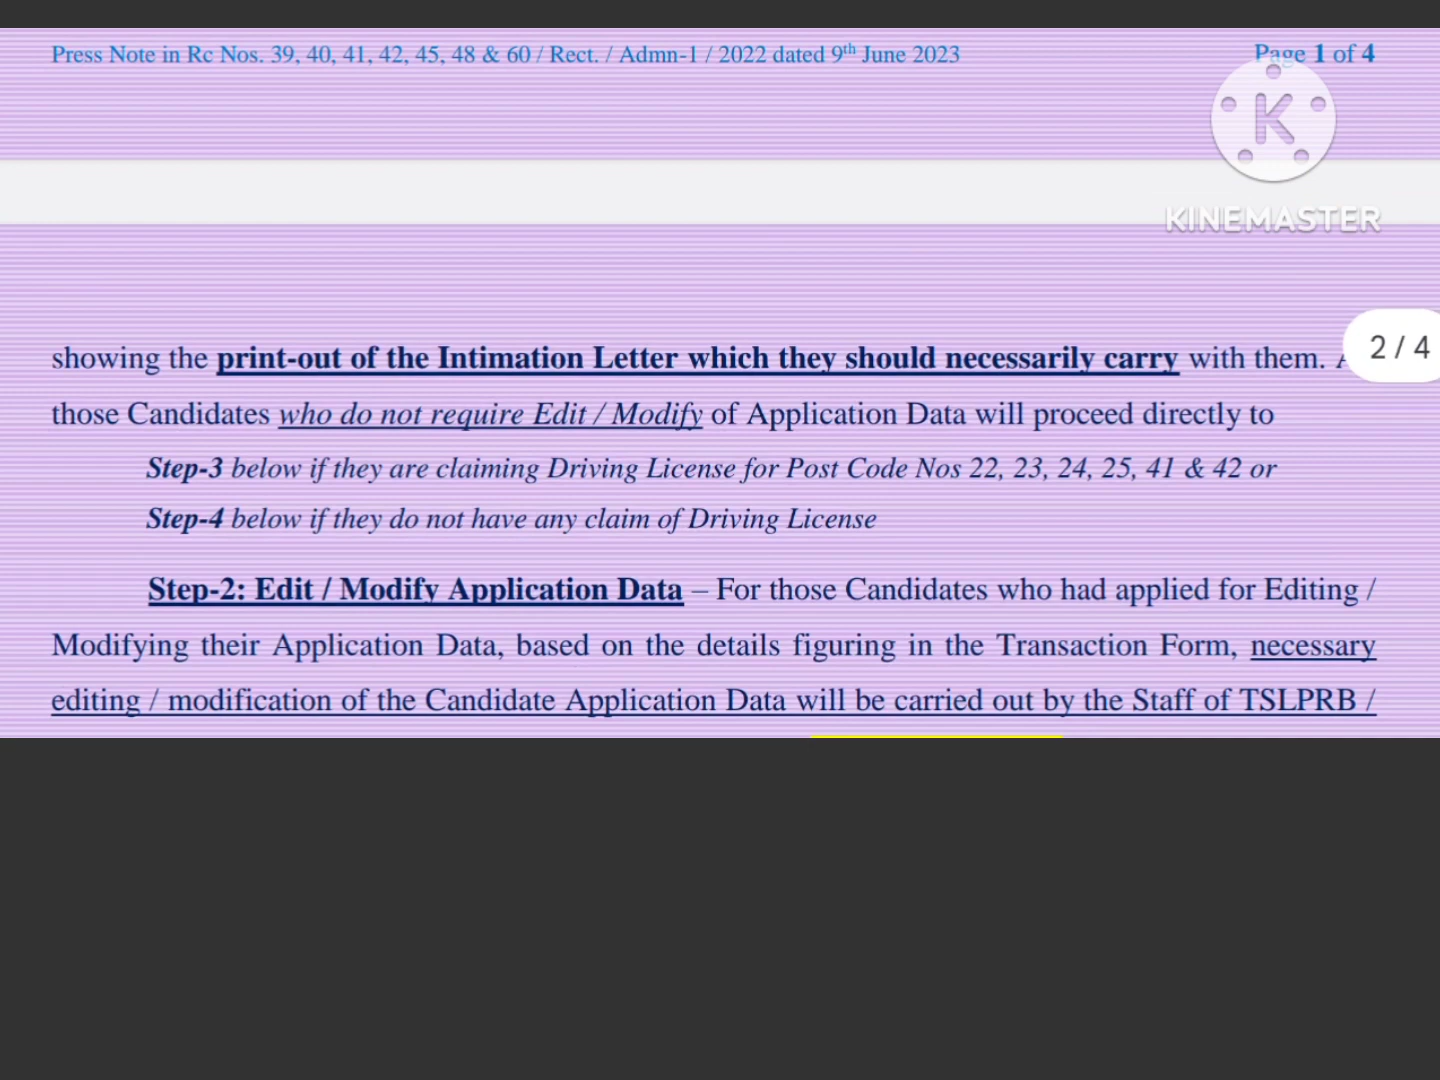 Press Note in Rc Nos. 39, 40, 41, 42, 45, 48 & 60 / Rect. / Admn-1 / 2022 dated 9th June 2023 Page 1 of 4
K
KINEMASTER
2 / 4
showing the print-out of the Intimation Letter which they should necessarily carry with them.
those Candidates who do not require Edit / Modify of Application Data will proceed directly to
Step-3 below if they are claiming Driving License for Post Code Nos 22, 23, 24, 25, 41 & 42 or
Step-4 below if they do not have any claim of Driving License
Step-2: Edit / Modify Application Data – For those Candidates who had applied for Editing /
Modifying their Application Data, based on the details figuring in the Transaction Form, necessary
editing / modification of the Candidate Application Data will be carried out by the Staff of TSLPRB /